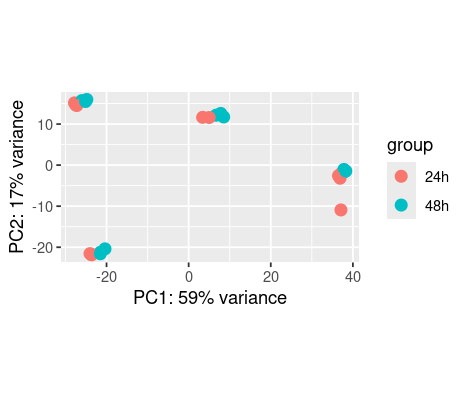 10
0
-10
-20
-20
0
20
40
PC1: 59% variance
PC2: 17% variance
group
24h
48h